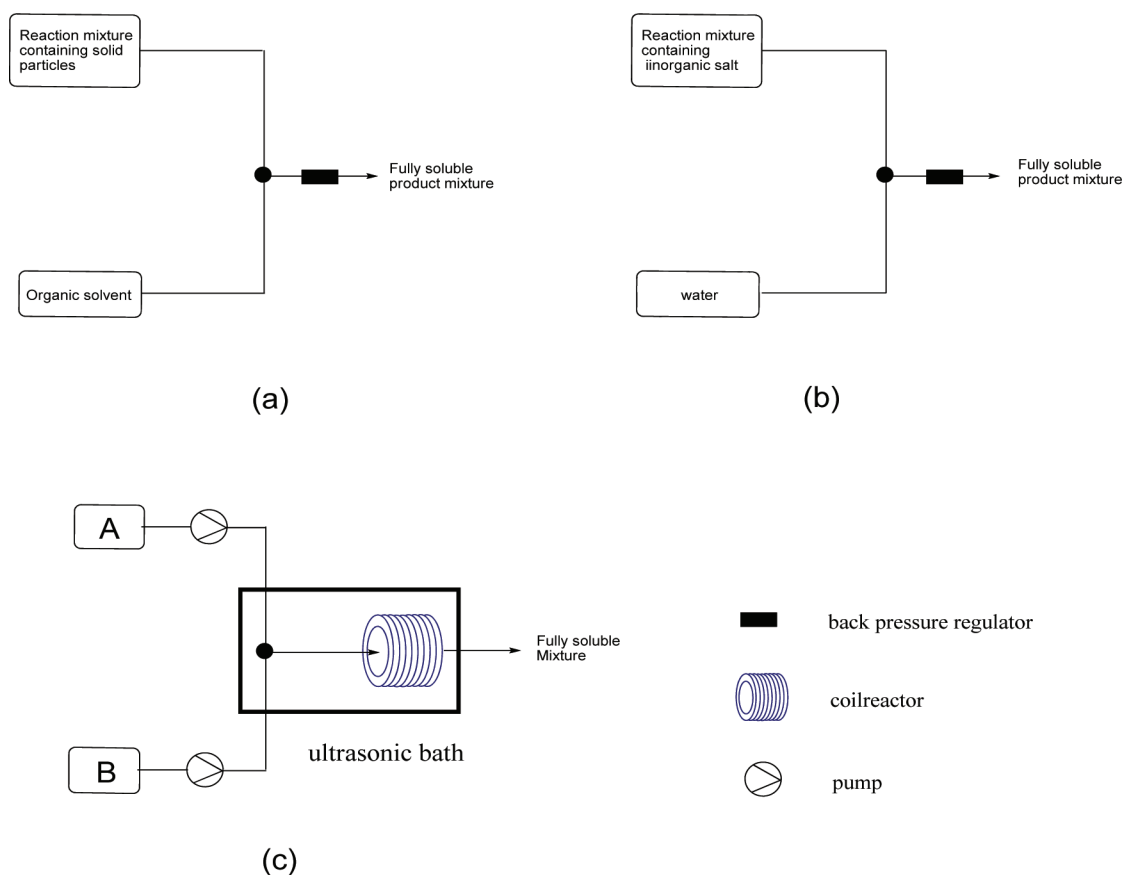 Reaction mixture
containing solid
particles
Fully soluble
product mixture
Organic solvent
(a)
Reaction mixture
containing
iinorganic salt
Fully soluble
product mixture
water
(b)
A
B
Fully soluble
Mixture
ultrasonic bath
(c)
back pressure regulator
coilreactor
pump